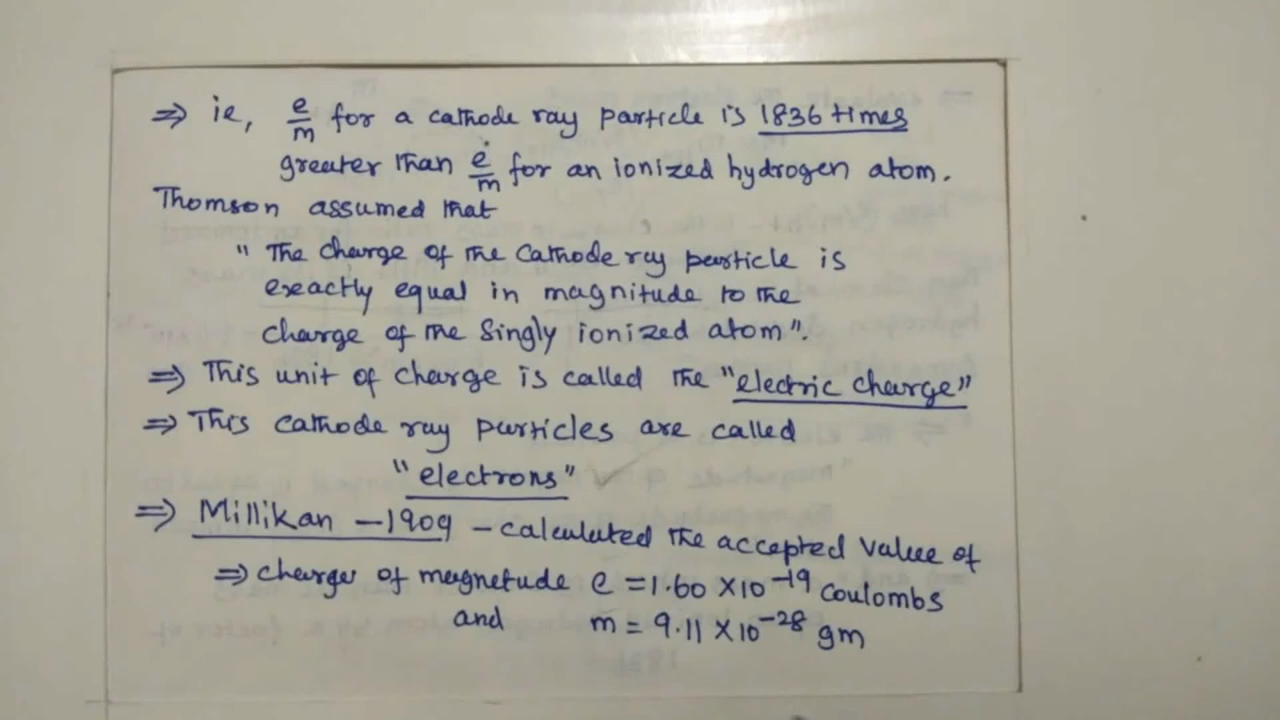 ⇒ ie, e/m for a cathode ray particle is 1836 times
greater than e/m for an ionized hydrogen atom.
Thomson assumed that
" The charge of the Cathode ray particle is
exactly equal in magnitude to the
charge of the Singly ionized atom".
⇒ This unit of charge is called the "electric charge"
⇒ This cathode ray particles are called
"electrons"
⇒ Millikan – 1909 – calculated the accepted value of
⇒ charge of magnetude e = 1.60 × 10⁻¹⁹ coulombs
and m = 9.11 × 10⁻²⁸ gm